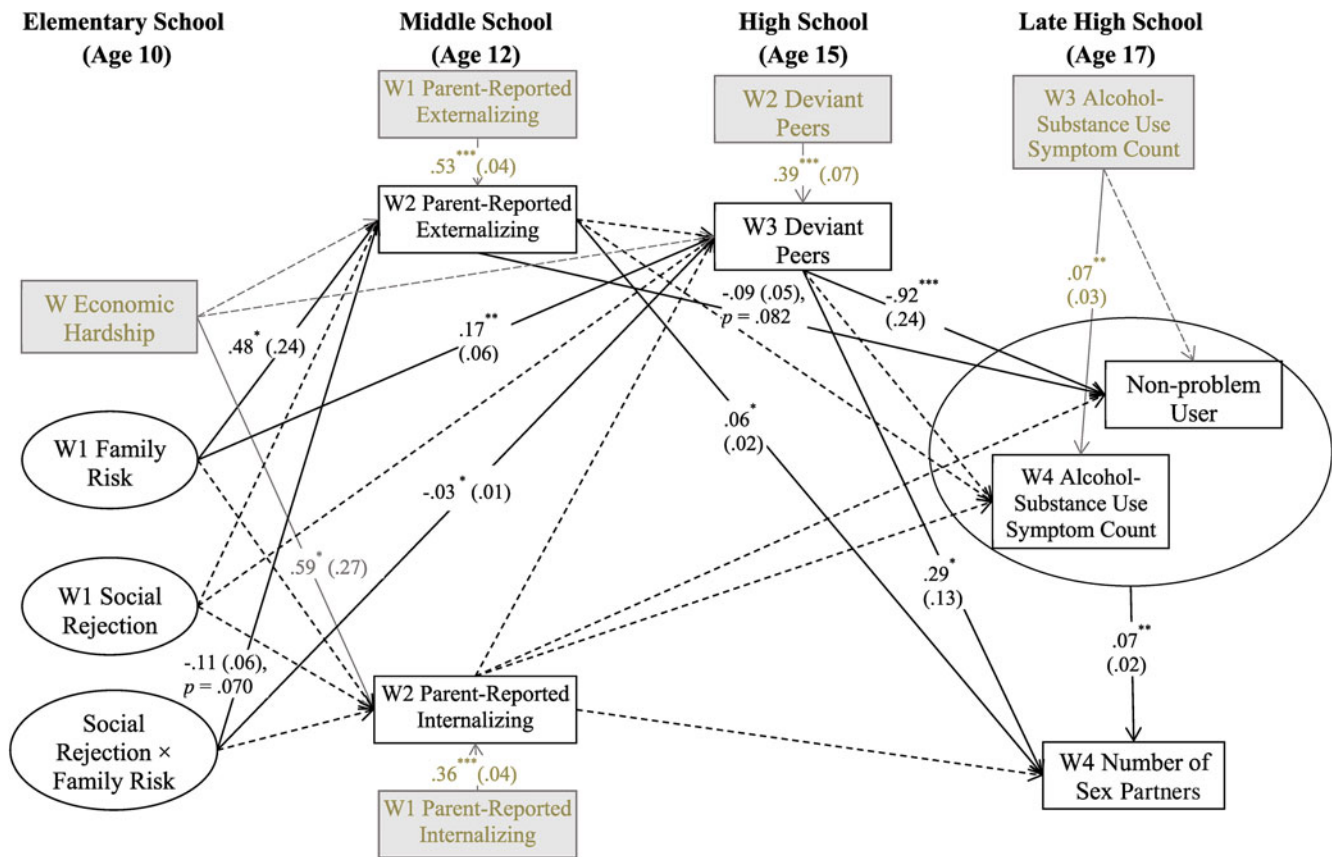 Elementary School
(Age 10)
Middle School
(Age 12)
High School
(Age 15)
Late High School
(Age 17)
W1 Parent-Reported
Externalizing
W2 Deviant
Peers
W3 Alcohol-
Substance Use
Symptom Count
.53*** (.04)
.39*** (.07)
W2 Parent-Reported
Externalizing
W3 Deviant
Peers
W Economic
Hardship
.48* (.24)
.17**
(.06)
-.09 (.05),
p = .082
-.92***
(.24)
.07**
(.03)
Non-problem
User
W1 Family
Risk
.06*
(.02)
-.03* (.01)
W4 Alcohol-
Substance Use
Symptom Count
.59* (.27)
W1 Social
Rejection
.29*
(.13)
.07**
(.02)
-.11 (.06),
p = .070
W2 Parent-Reported
Internalizing
Social
Rejection ×
Family Risk
.36*** (.04)
W4 Number of
Sex Partners
W1 Parent-Reported
Internalizing